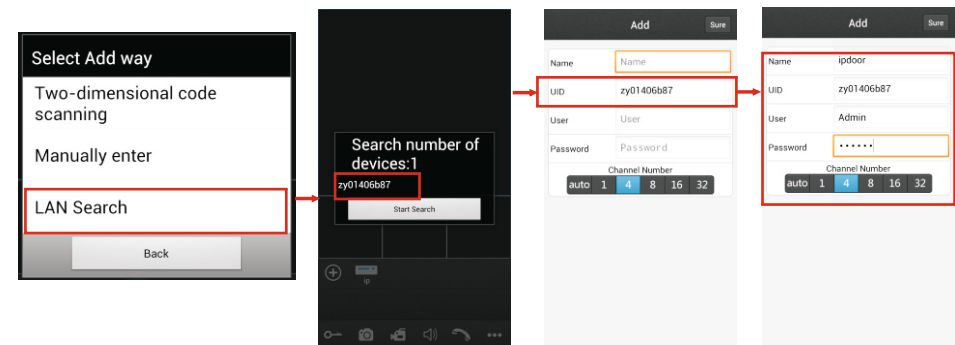 Select Add way
Two-dimensional code
scanning
Manually enter
LAN Search
Back
Search number of
devices:1
zy01406b87
Start Search
ip
Add
Sure
Name
Name
UID
zy01406b87
User
User
Password
Password
Channel Number
auto 1 4 8 16 32
Add
Sure
Name
ipdoor
UID
zy01406b87
User
Admin
Password
······
Channel Number
auto 1 4 8 16 32